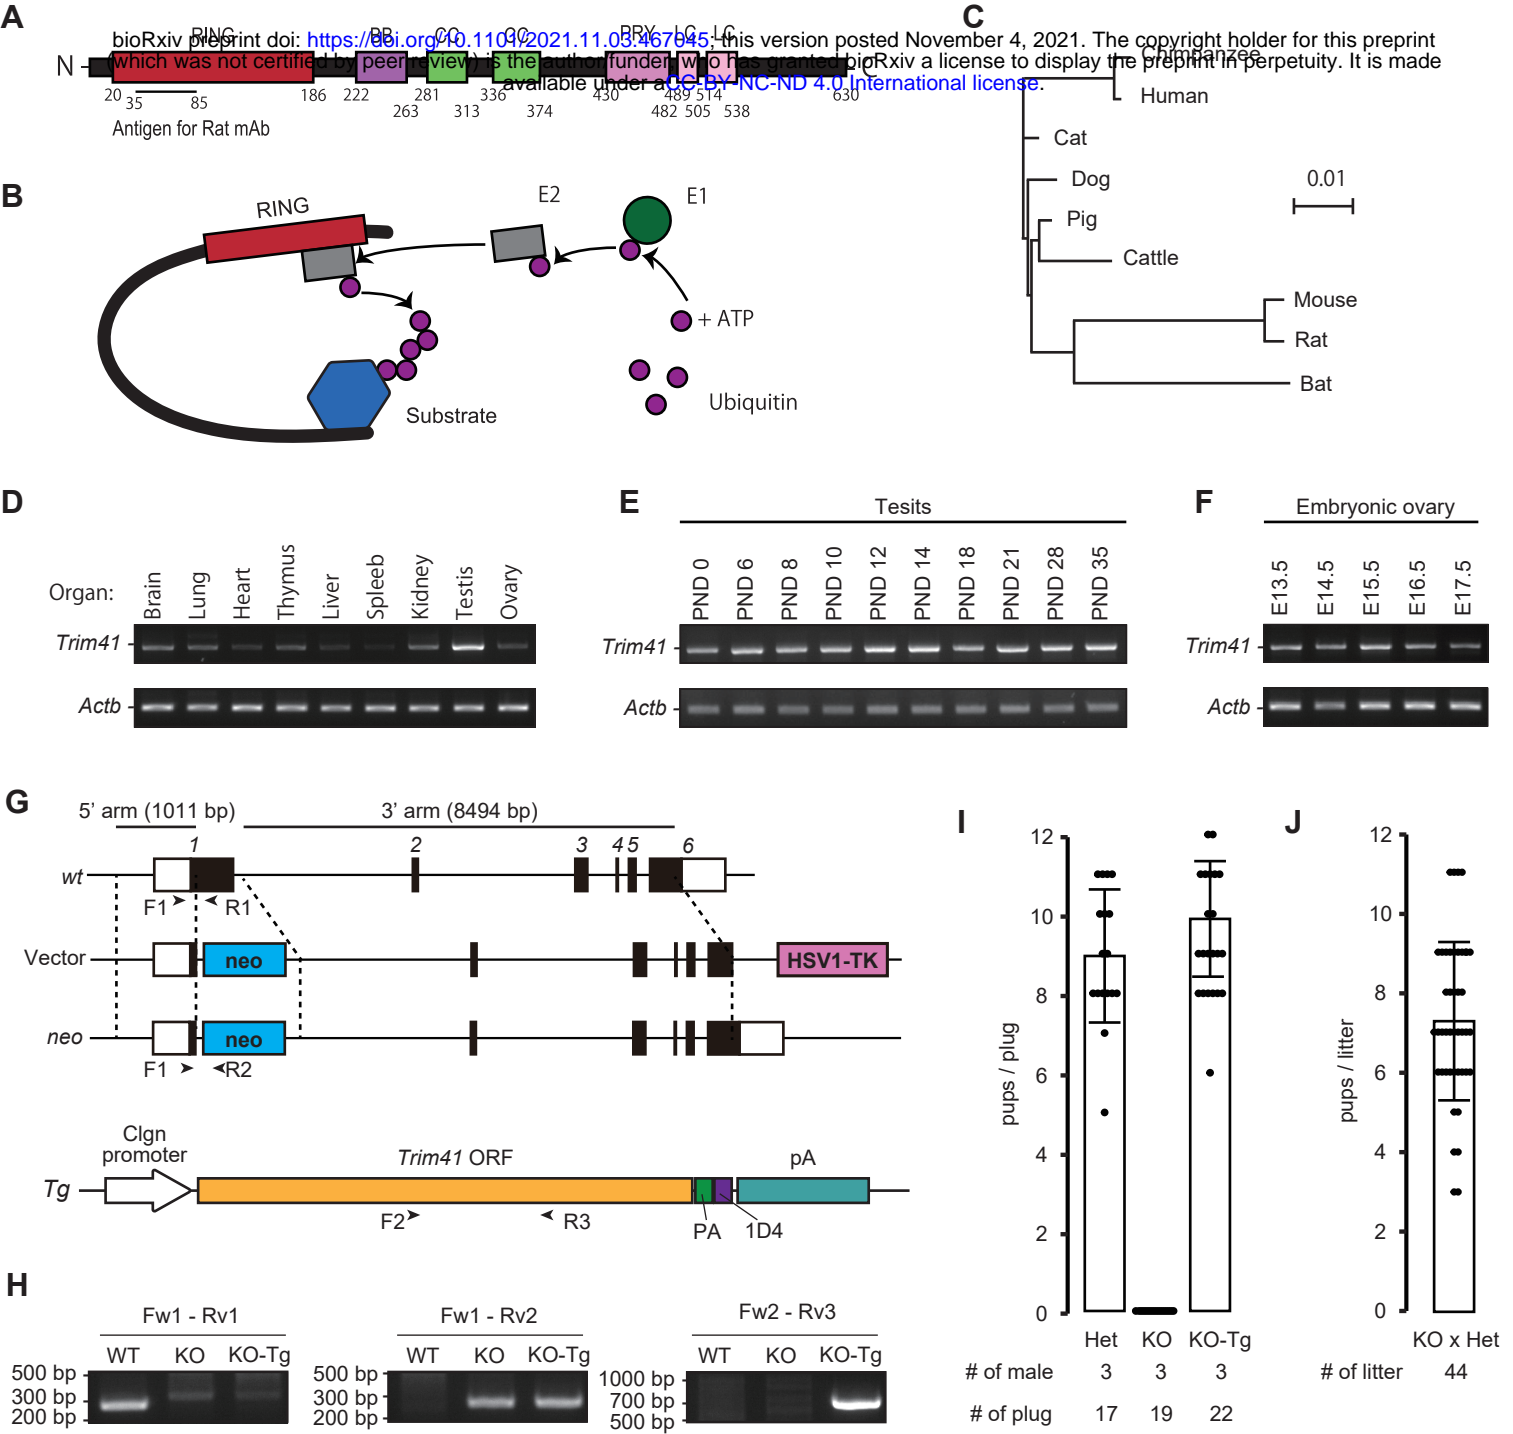 A
C
RING BB CC CC PRY LC LC
bioRxiv preprint doi: https://doi.org/10.1101/2021.11.03.467045; this version posted November 4, 2021. The copyright holder for this preprint
(which was not certified by peer review) is the author/funder, who has granted bioRxiv a license to display the preprint in perpetuity. It is made
available under aCC-BY-NC-ND 4.0 International license.
N C
20 186 222 281 336 430 489 514 630
35 85 263 313 374 482 505 538
Antigen for Rat mAb
Chimpanzee
Human
Cat
Dog
Pig
Cattle
Mouse
Rat
Bat
0.01
B
RING
E2
E1
+ ATP
Ubiquitin
Substrate
D
Organ:
Brain
Lung
Heart
Thymus
Liver
Spleeb
Kidney
Testis
Ovary
Trim41
Actb
E
Tesits
PND 0
PND 6
PND 8
PND 10
PND 12
PND 14
PND 18
PND 21
PND 28
PND 35
Trim41
Actb
F
Embryonic ovary
E13.5
E14.5
E15.5
E16.5
E17.5
Trim41
Actb
G
5’ arm (1011 bp) 3’ arm (8494 bp)
1 2 3 4 5 6
wt
F1 R1
Vector neo HSV1-TK
neo neo
F1 R2
Clgn
promoter
Trim41 ORF
pA
Tg
F2 R3
PA 1D4
H
Fw1 - Rv1
WT KO KO-Tg
500 bp
300 bp
200 bp
Fw1 - Rv2
WT KO KO-Tg
500 bp
300 bp
200 bp
Fw2 - Rv3
WT KO KO-Tg
1000 bp
700 bp
500 bp
I
pups / plug
12
10
8
6
4
2
0
Het KO KO-Tg
# of male 3 3 3
# of plug 17 19 22
J
pups / litter
12
10
8
6
4
2
0
KO x Het
# of litter 44